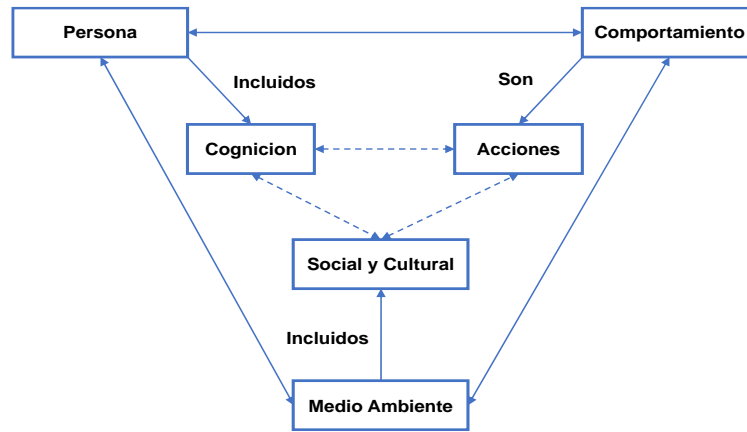 Persona
Comportamiento
Incluidos
Son
Cognicion
Acciones
Social y Cultural
Incluidos
Medio Ambiente